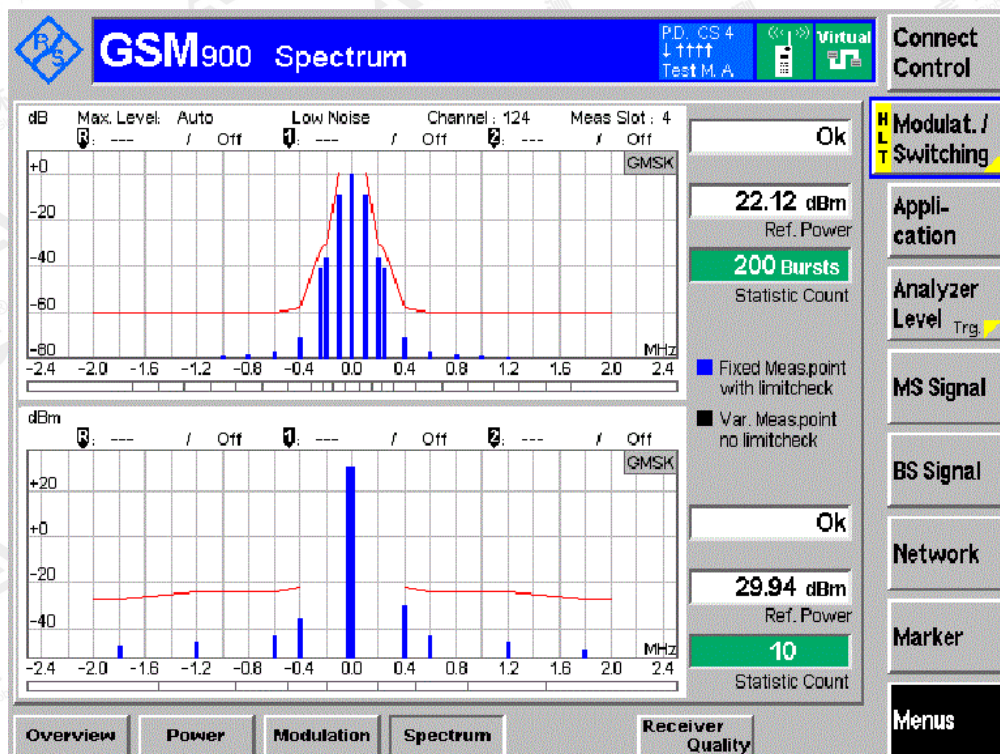 R S
GSM900 Spectrum
P.D. CS 4
Test M. A
Virtual
Connect Control
dB Max. Level: Auto Low Noise Channel : 124 Meas Slot : 4
R : --- / Off 1 : --- / Off 2 : --- / Off
GMSK
+0
-20
-40
-60
-80
MHz
-2.4 -2.0 -1.6 -1.2 -0.8 -0.4 0.0 0.4 0.8 1.2 1.6 2.0 2.4
Ok
22.12 dBm
Ref. Power
200 Bursts
Statistic Count
Fixed Meas.point
with limitcheck
Var. Meas.point
no limitcheck
dBm
R : --- / Off 1 : --- / Off 2 : --- / Off
GMSK
+20
+0
-20
-40
MHz
-2.4 -2.0 -1.6 -1.2 -0.8 -0.4 0.0 0.4 0.8 1.2 1.6 2.0 2.4
Ok
29.94 dBm
Ref. Power
10
Statistic Count
H L T
Modulat. /
Switching
Appli-
cation
Analyzer
Level Trg.
MS Signal
BS Signal
Network
Marker
Menus
Overview Power Modulation Spectrum Receiver
Quality